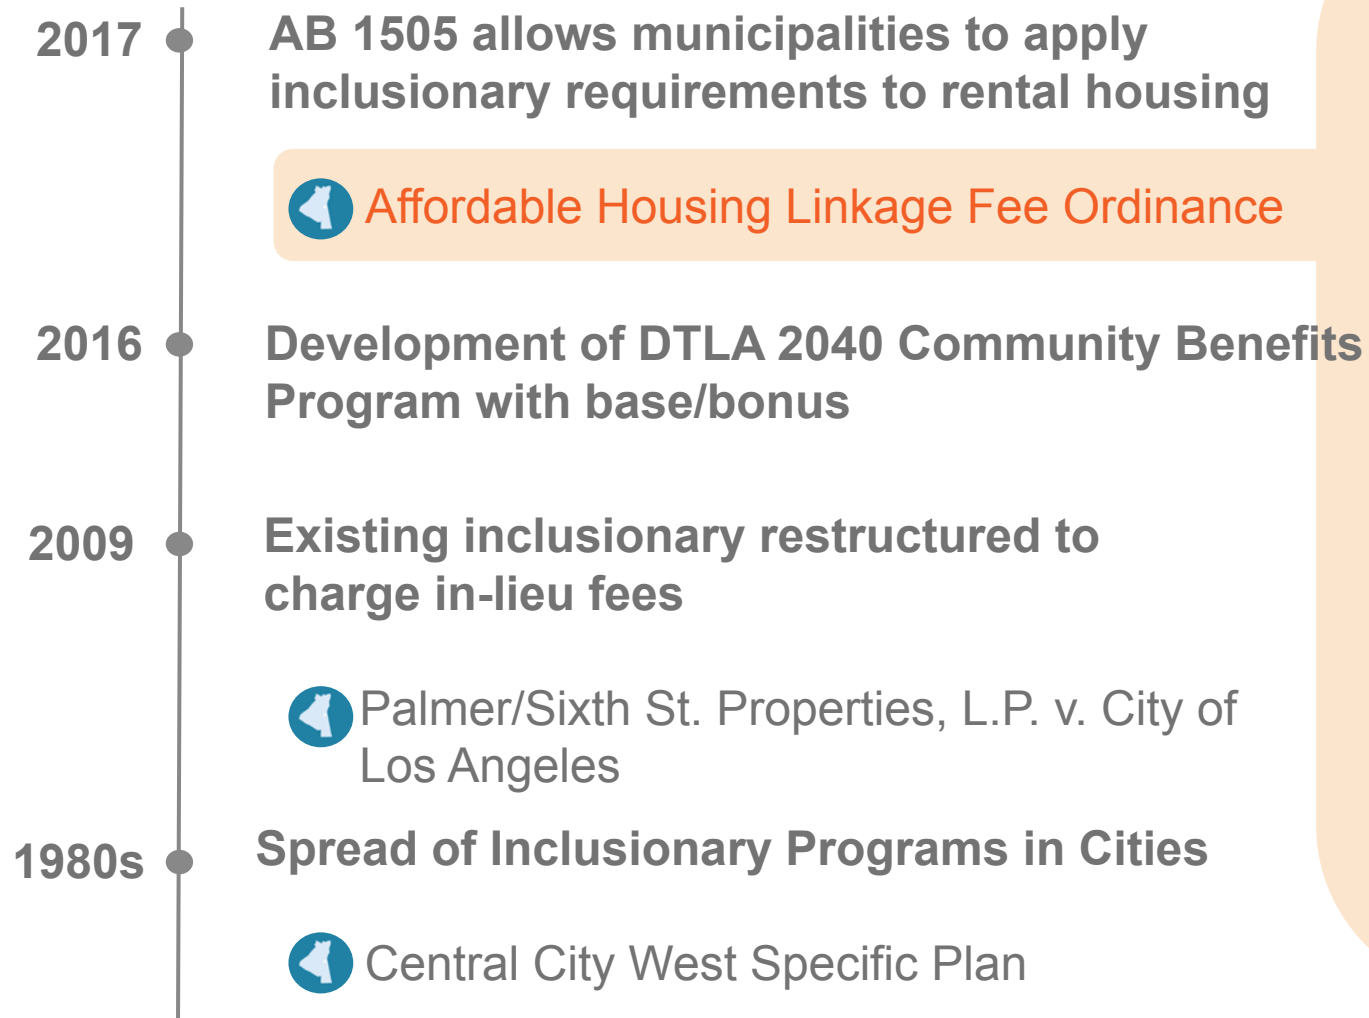 2017
AB 1505 allows municipalities to apply
inclusionary requirements to rental housing
Affordable Housing Linkage Fee Ordinance
2016
Development of DTLA 2040 Community Benefits
Program with base/bonus
2009
Existing inclusionary restructured to
charge in-lieu fees
Palmer/Sixth St. Properties, L.P. v. City of
Los Angeles
1980s
Spread of Inclusionary Programs in Cities
Central City West Specific Plan